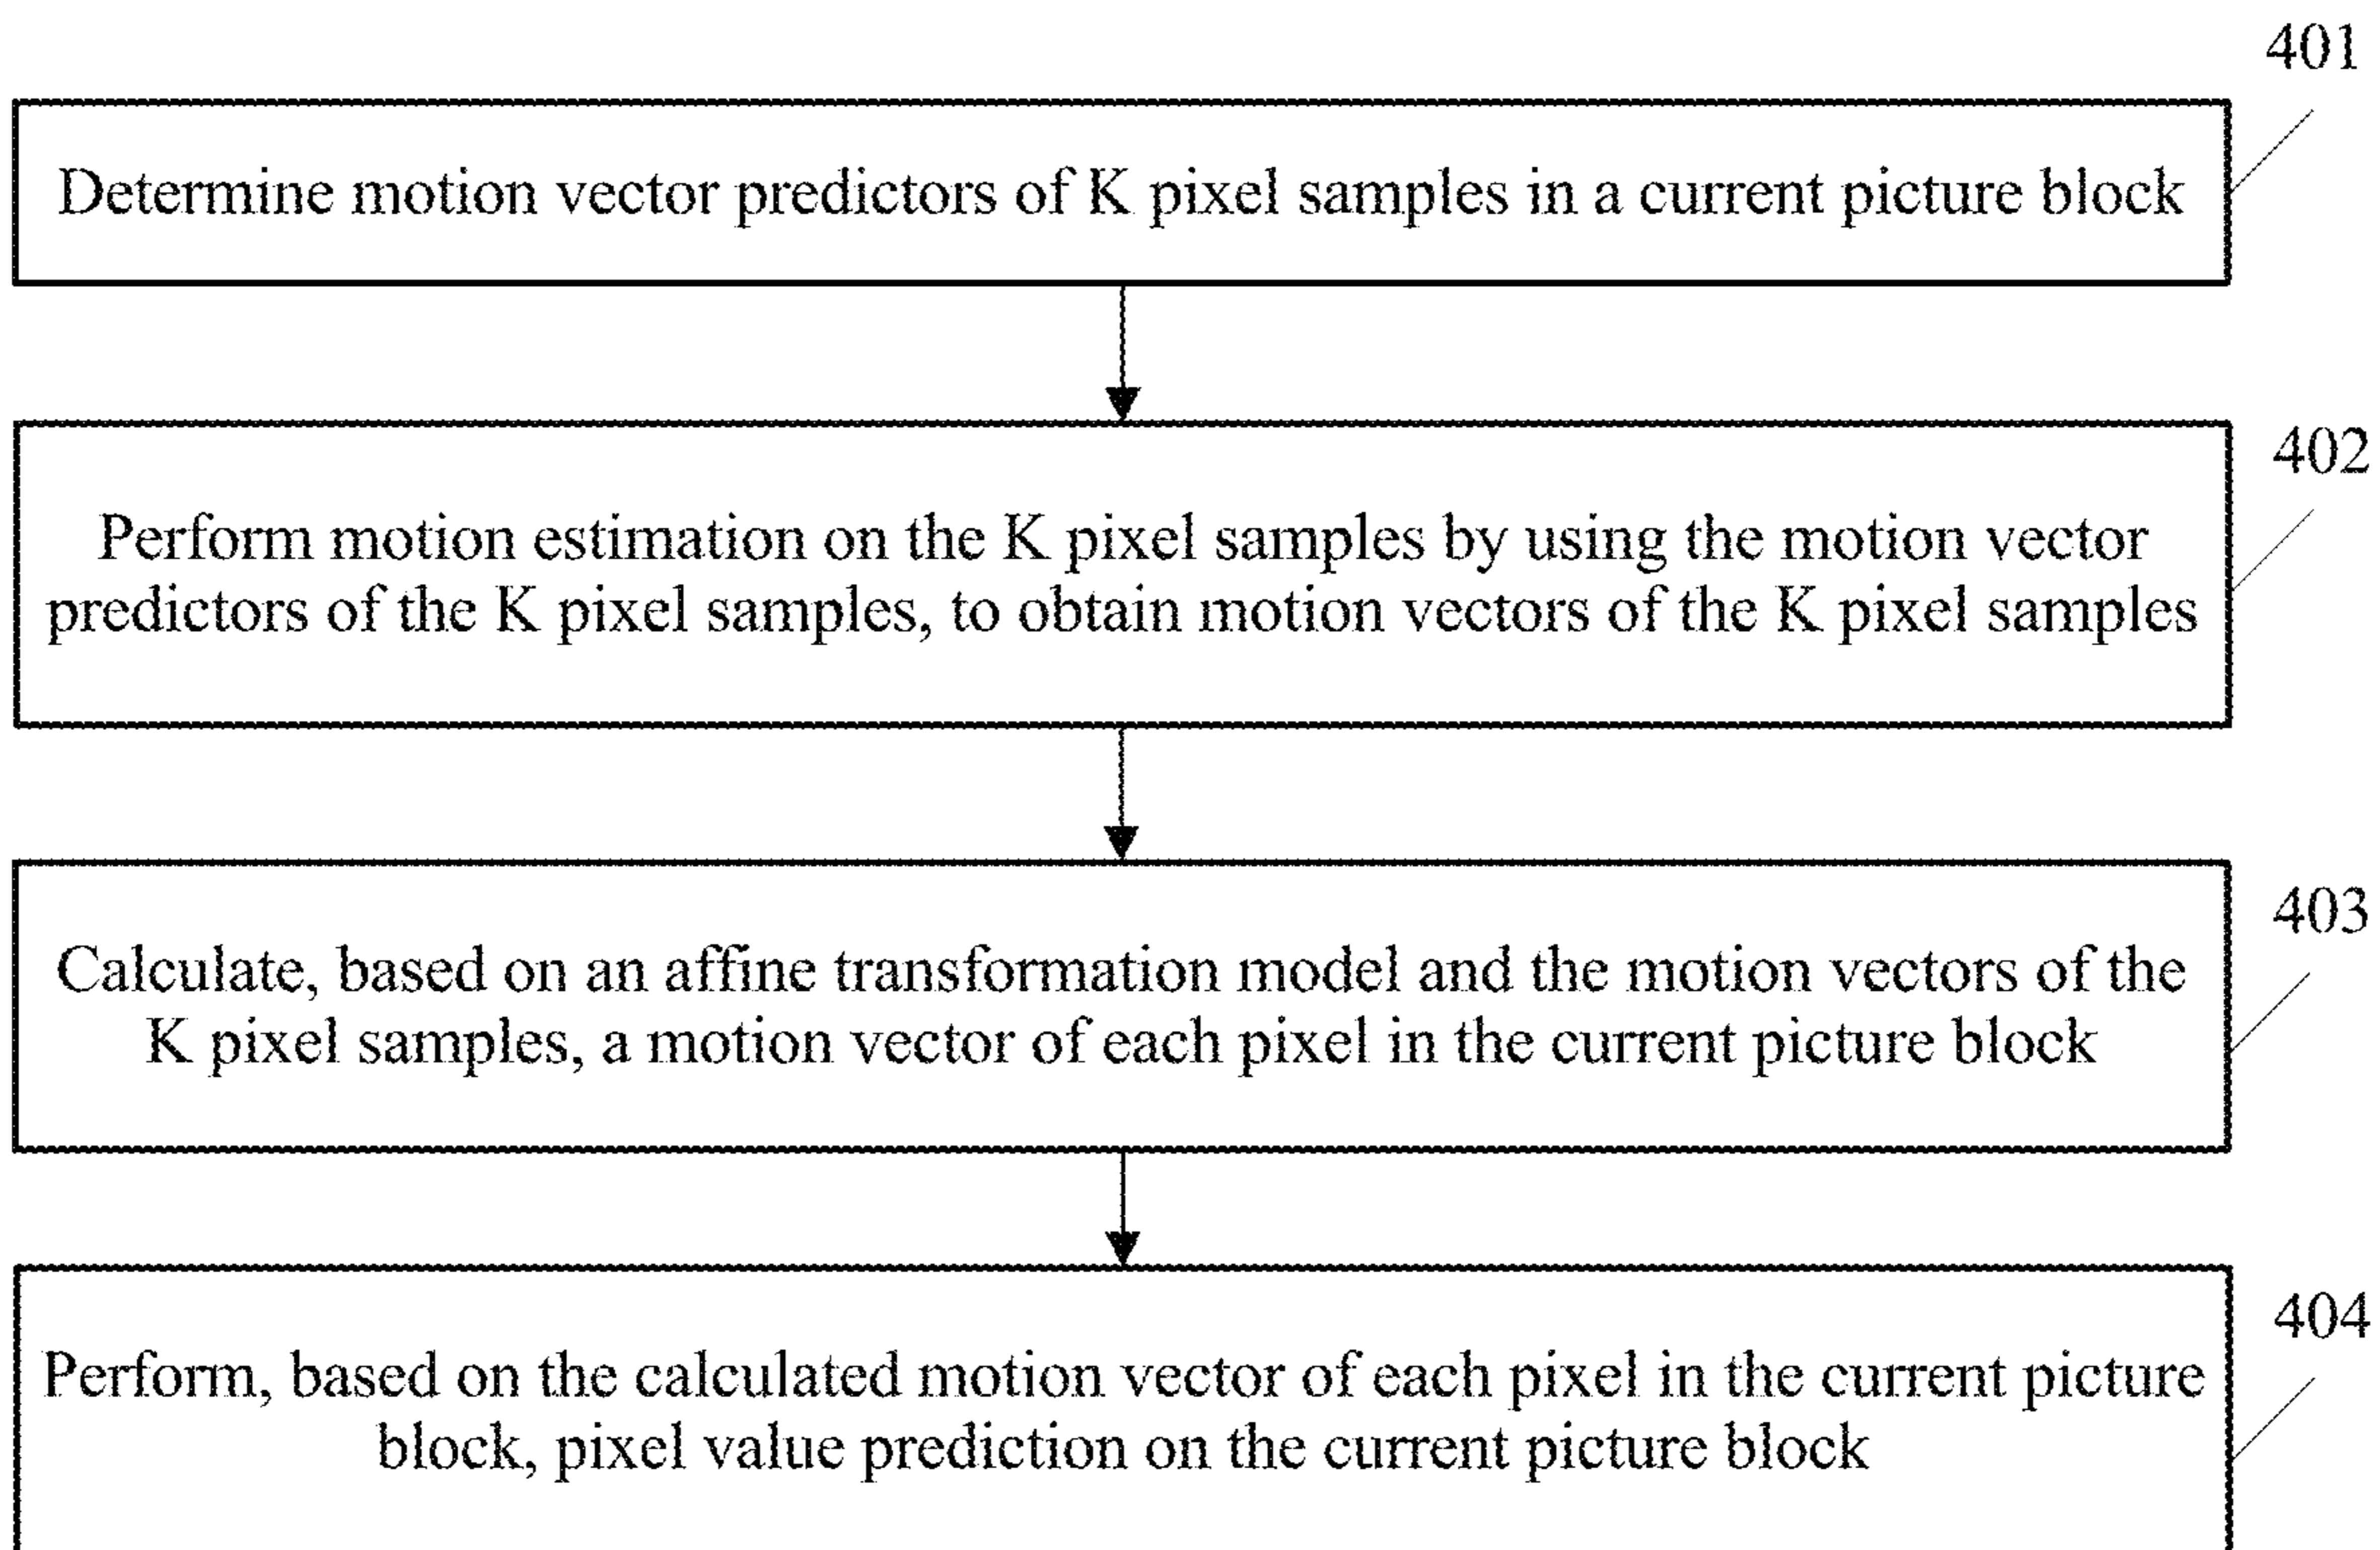 401
Determine motion vector predictors of K pixel samples in a current picture block
402
Perform motion estimation on the K pixel samples by using the motion vector
predictors of the K pixel samples, to obtain motion vectors of the K pixel samples
403
Calculate, based on an affine transformation model and the motion vectors of the
K pixel samples, a motion vector of each pixel in the current picture block
404
Perform, based on the calculated motion vector of each pixel in the current picture
block, pixel value prediction on the current picture block